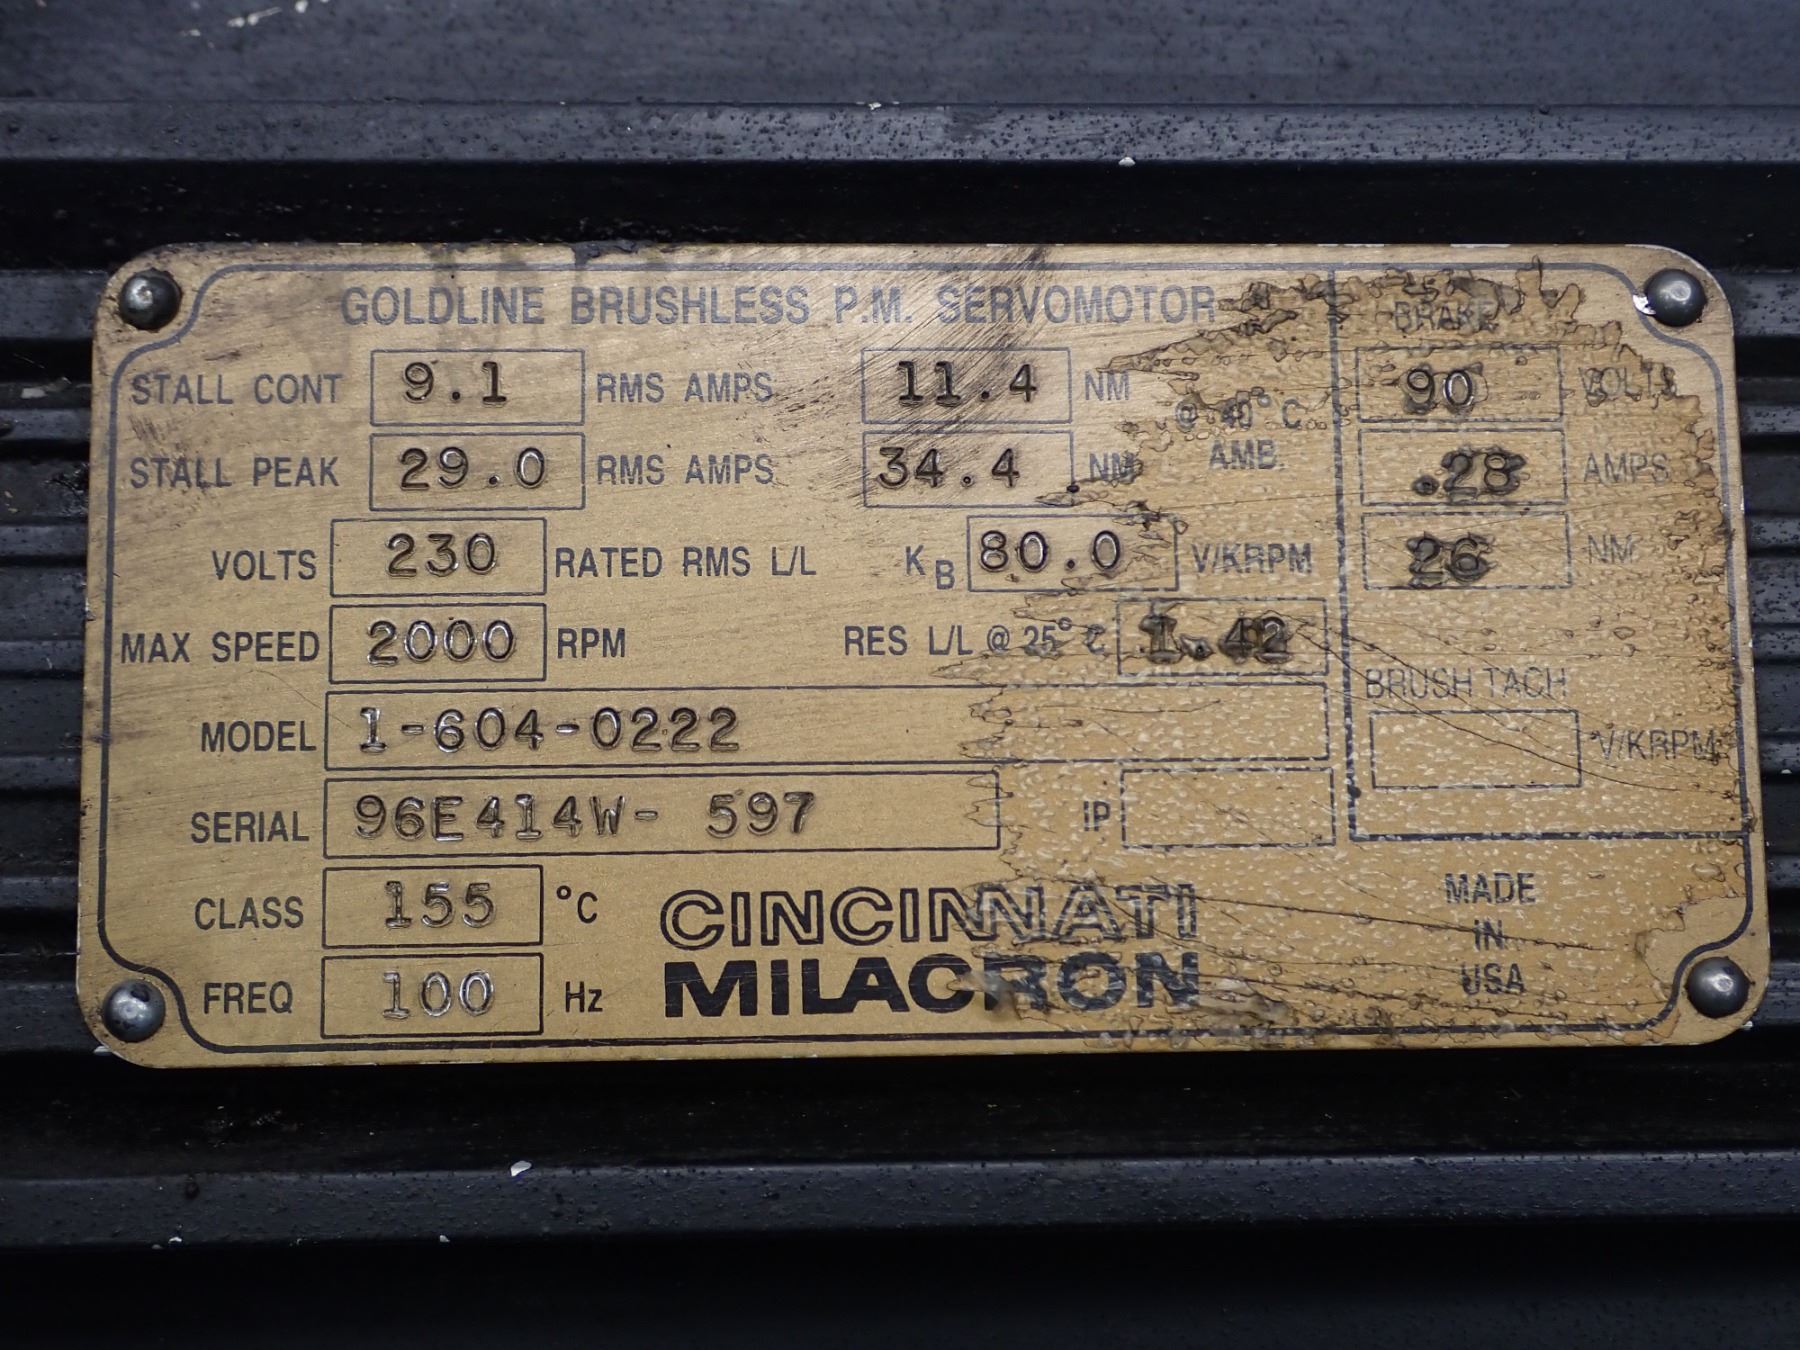 GOLDLINE BRUSHLESS P.M. SERVOMOTOR BRAKE
STALL CONT 9.1 RMS AMPS 11.4 NM @ 40° C 90 VOLTS
STALL PEAK 29.0 RMS AMPS 34.4 NM AMB. .28 AMPS
VOLTS 230 RATED RMS L/L KB 80.0 V/KRPM 26 NM
MAX SPEED 2000 RPM RES L/L @ 25° C 1.42
BRUSH TACH
MODEL 1-604-0222 V/KRPM
SERIAL 96E414W- 597 IP
CLASS 155 °C CINCINNATI MADE
IN
FREQ 100 Hz MILACRON USA